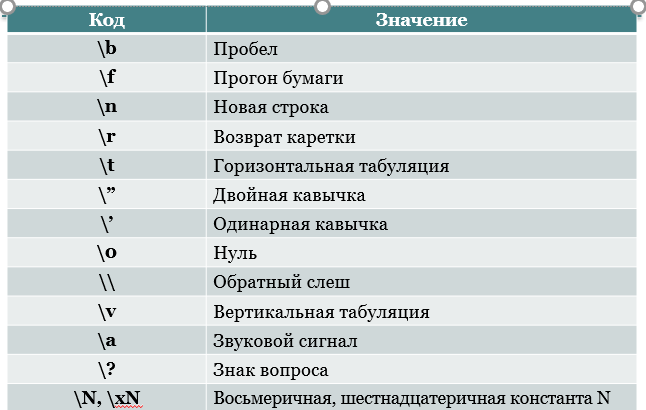 Код Значение
\b Пробел
\f Прогон бумаги
\n Новая строка
\r Возврат каретки
\t Горизонтальная табуляция
\” Двойная кавычка
\’ Одинарная кавычка
\o Нуль
\\ Обратный слеш
\v Вертикальная табуляция
\a Звуковой сигнал
\? Знак вопроса
\N, \xN Восьмеричная, шестнадцатеричная константа N